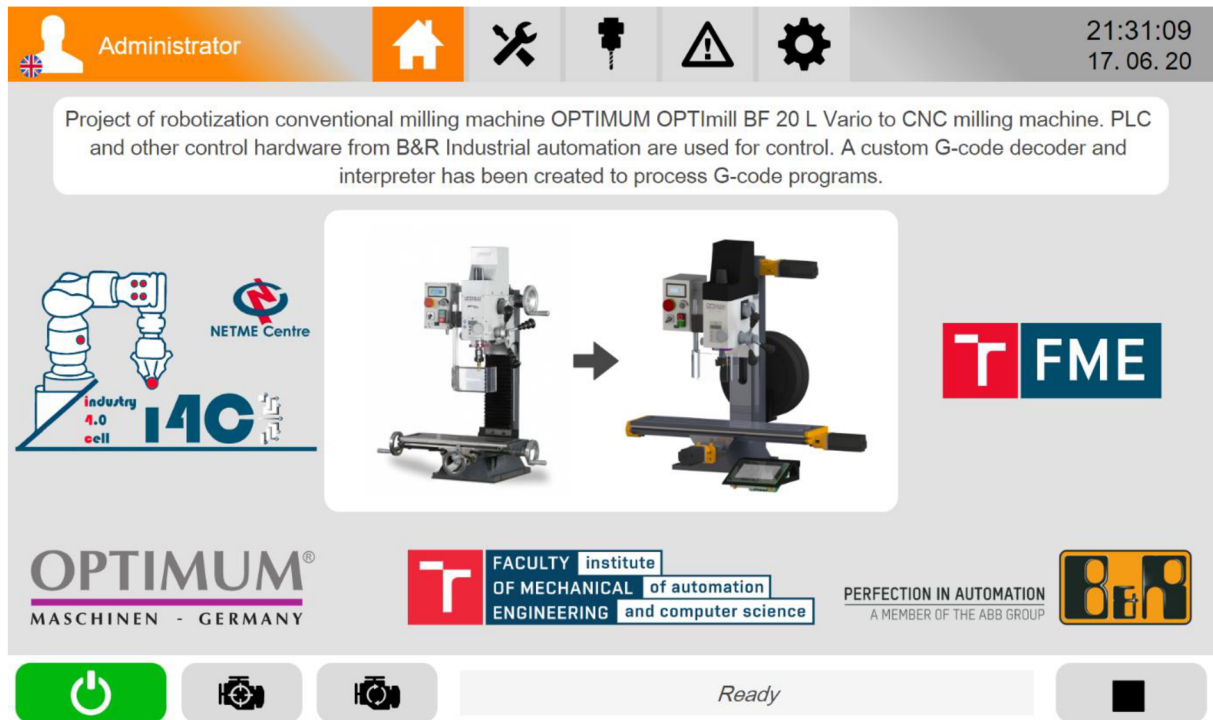 Administrator
21:31:09
17. 06. 20
Project of robotization conventional milling machine OPTIMUM OPTImill BF 20 L Vario to CNC milling machine. PLC
and other control hardware from B&R Industrial automation are used for control. A custom G-code decoder and
interpreter has been created to process G-code programs.
NETME Centre
industry
4.0
cell
i4C
OPTIMUM
T FME
OPTIMUM®
MASCHINEN - GERMANY
T
FACULTY institute
OF MECHANICAL of automation
ENGINEERING and computer science
PERFECTION IN AUTOMATION
A MEMBER OF THE ABB GROUP
B&R
Ready